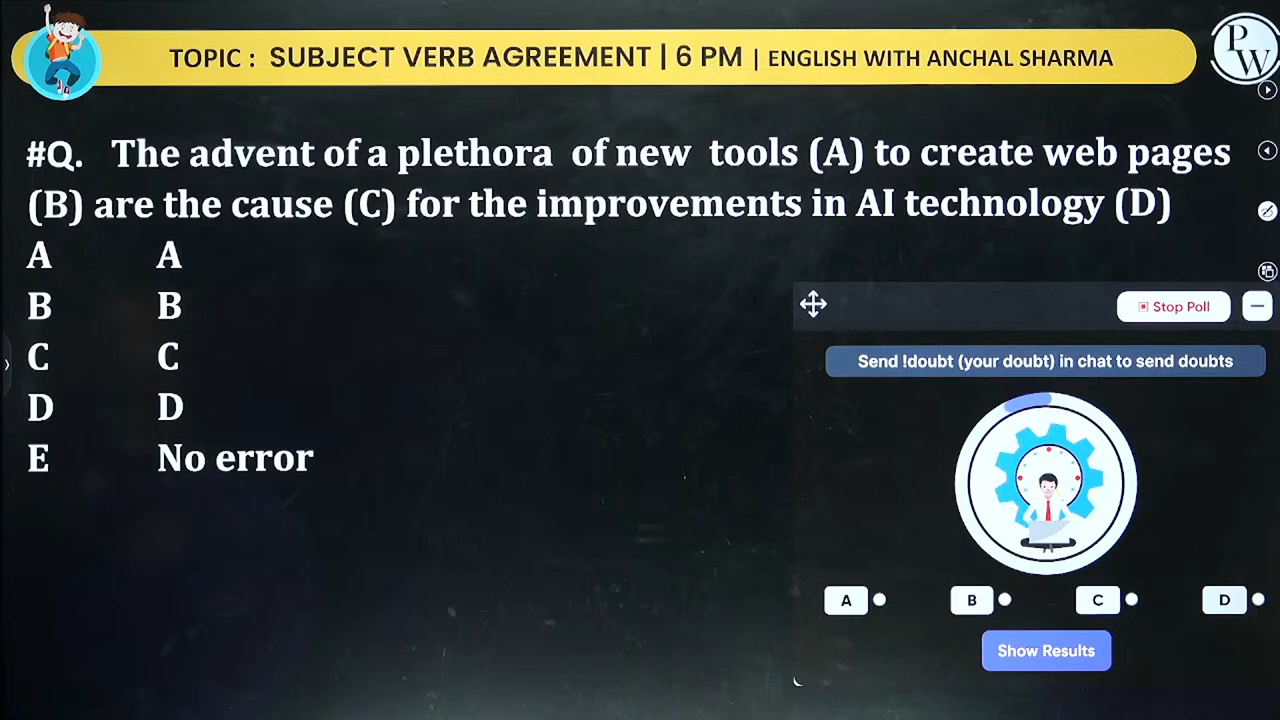 TOPIC : SUBJECT VERB AGREEMENT | 6 PM | ENGLISH WITH ANCHAL SHARMA
PW
#Q. The advent of a plethora of new tools (A) to create web pages
(B) are the cause (C) for the improvements in AI technology (D)
A A
B B
C C
D D
E No error
Stop Poll
Send !doubt (your doubt) in chat to send doubts
A B C D
Show Results